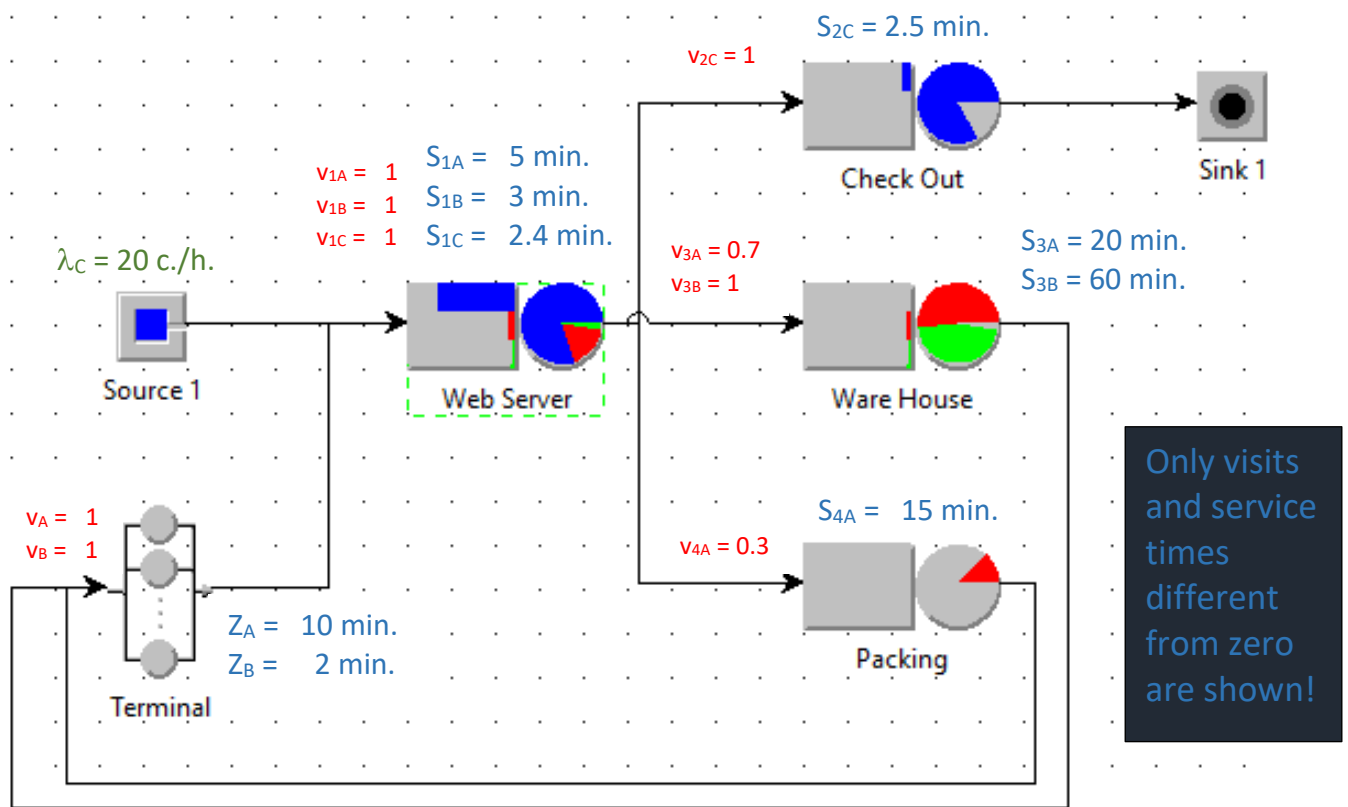 S2C = 2.5 min.
v2C = 1
Check Out
Sink 1
v1A = 1
v1B = 1
v1C = 1
S1A = 5 min.
S1B = 3 min.
S1C = 2.4 min.
λC = 20 c./h.
Source 1
Web Server
v3A = 0.7
v3B = 1
S3A = 20 min.
S3B = 60 min.
Ware House
vA = 1
vB = 1
ZA = 10 min.
ZB = 2 min.
Terminal
S4A = 15 min.
v4A = 0.3
Packing
Only visits
and service
times
different
from zero
are shown!